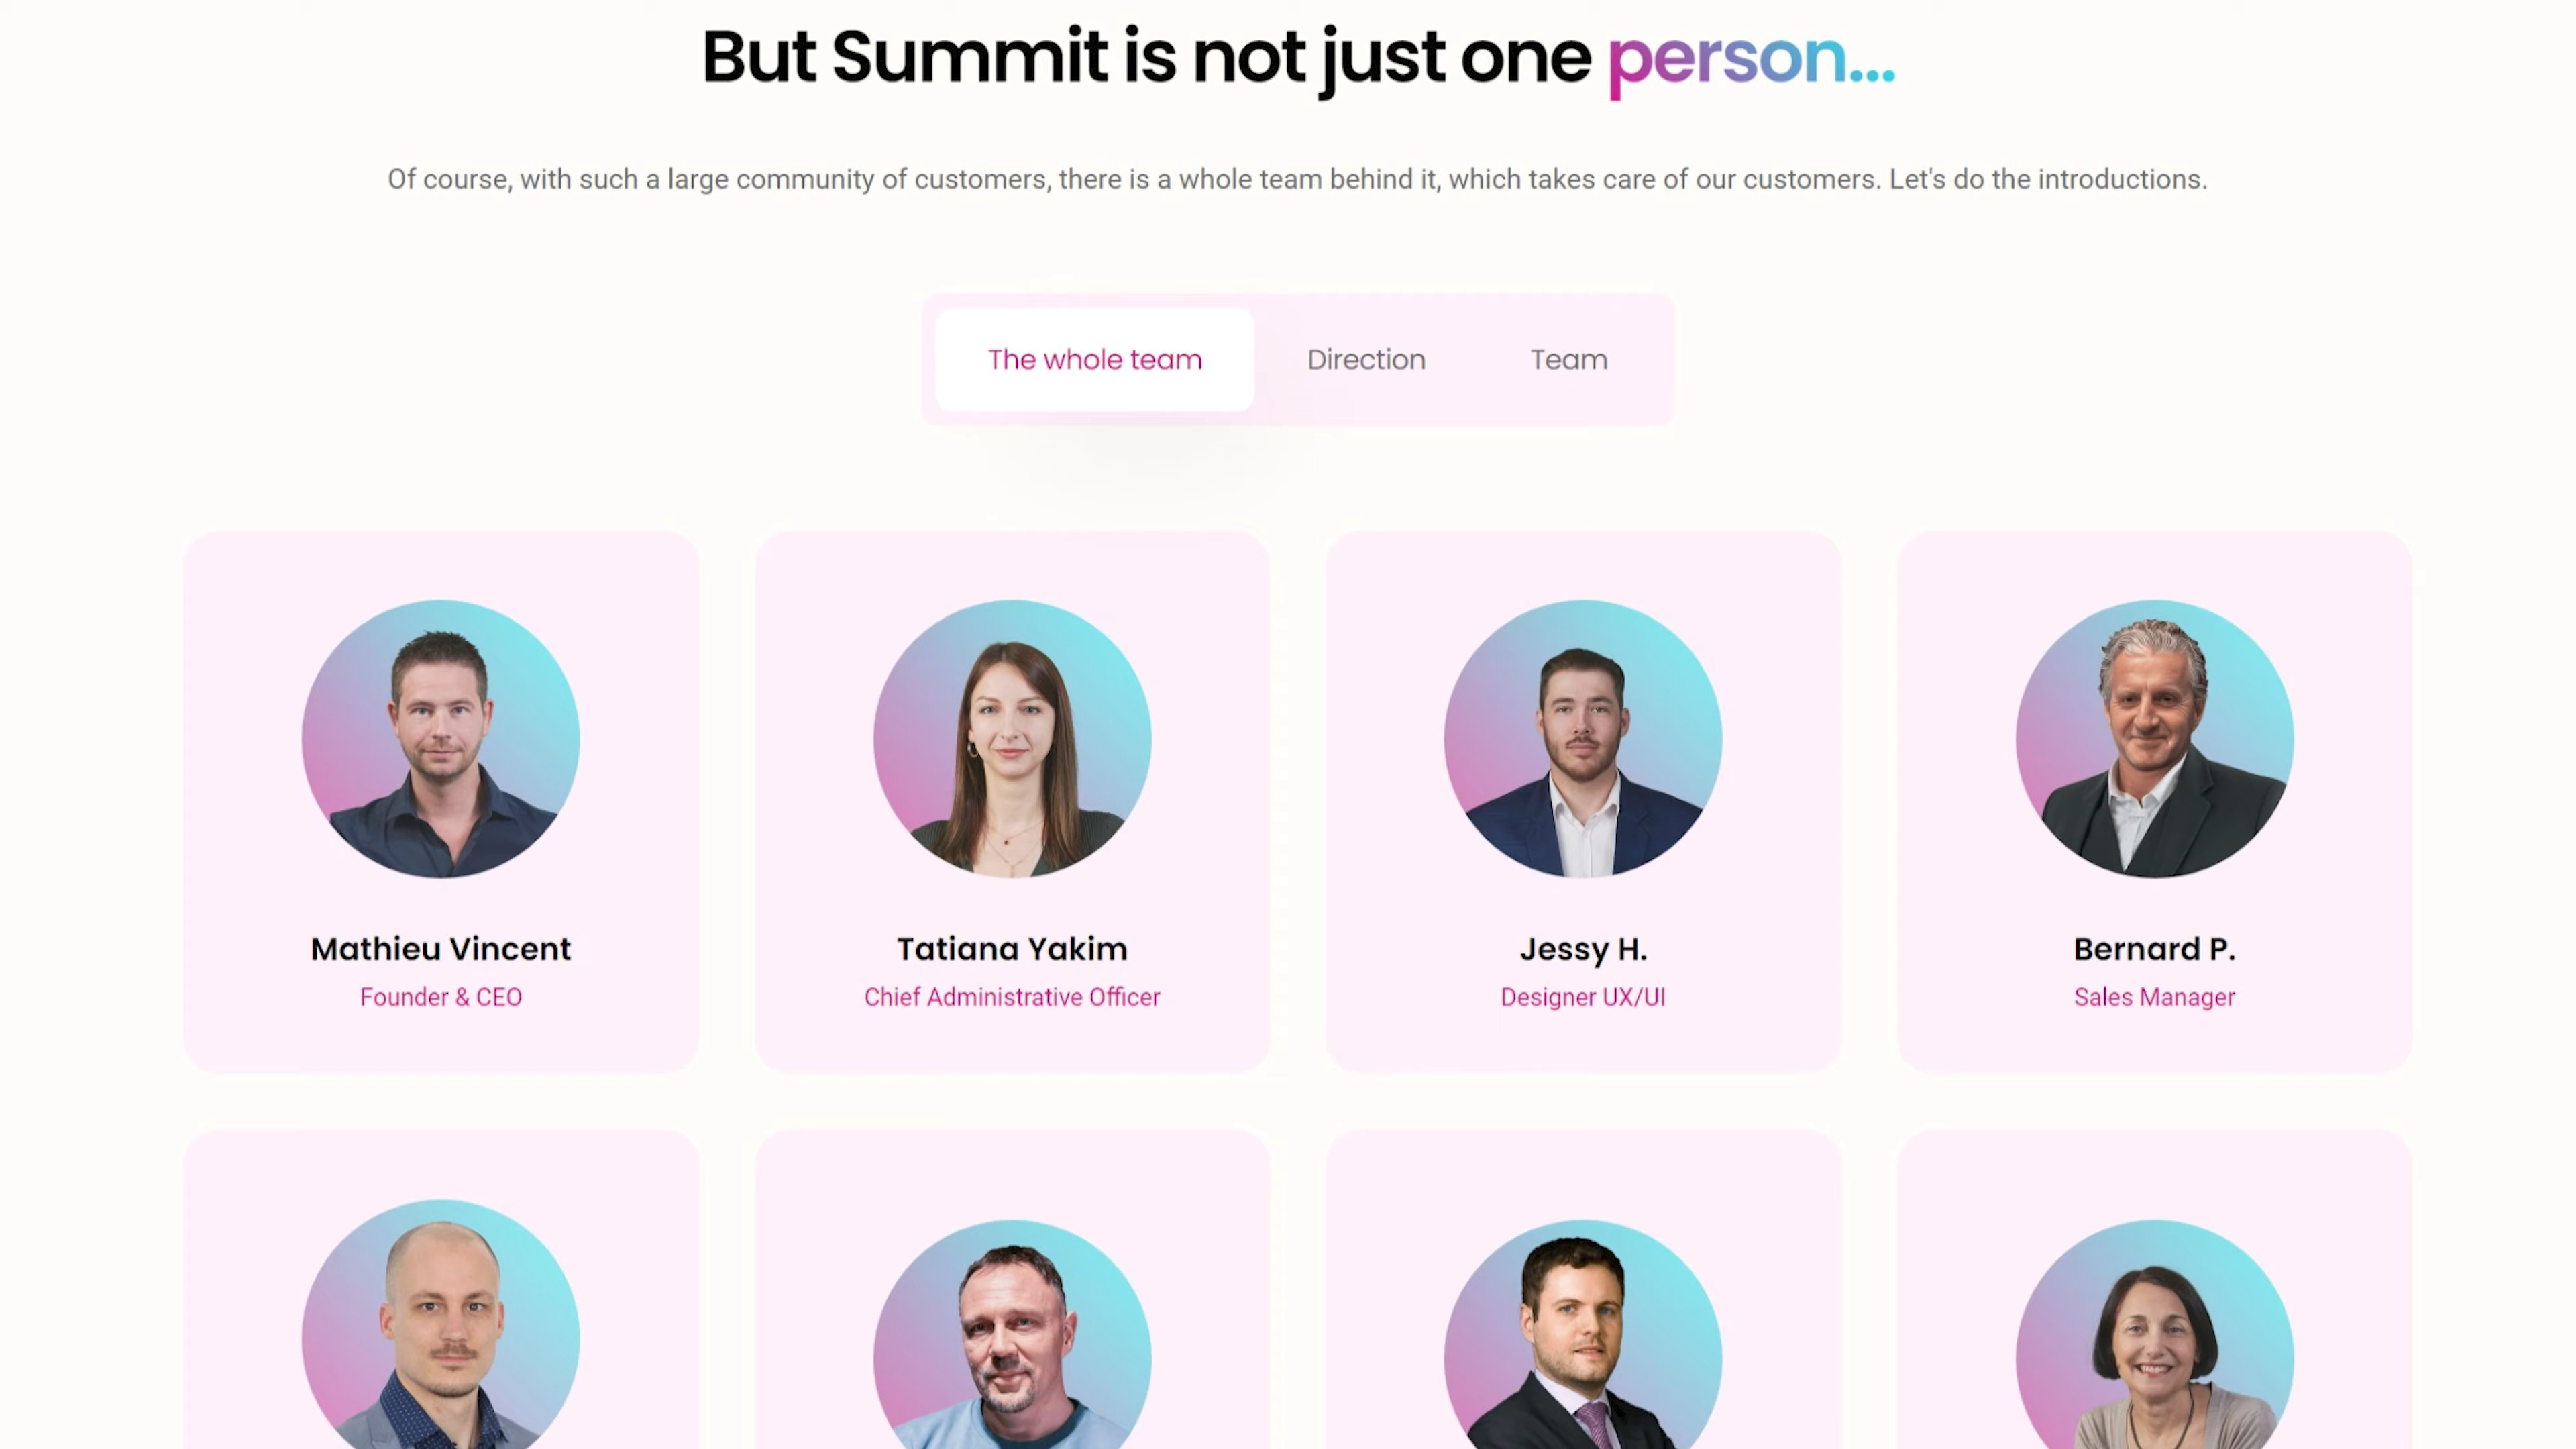 But Summit is not just one person...
Of course, with such a large community of customers, there is a whole team behind it, which takes care of our customers. Let's do the introductions.
The whole team
Direction
Team
Mathieu Vincent
Founder & CEO
Tatiana Yakim
Chief Administrative Officer
Jessy H.
Designer UX/UI
Bernard P.
Sales Manager